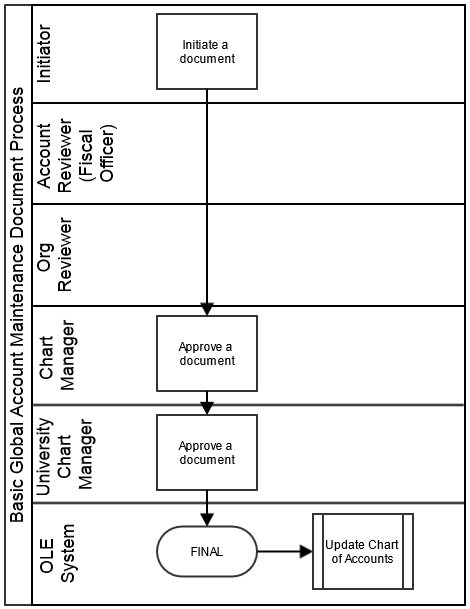 Basic Global Account Maintenance Document Process
Initiator
Initiate a
document
Account
Reviewer
(Fiscal
Officer)
Org
Reviewer
Chart
Manager
Approve a
document
University
Chart
Manager
Approve a
document
OLE
System
FINAL
Update Chart
of Accounts